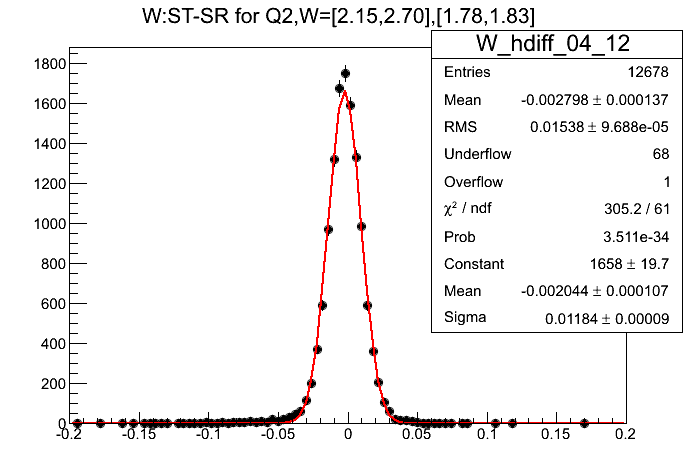 W:ST-SR for Q2,W=[2.15,2.70],[1.78,1.83]
W_hdiff_04_12
Entries 12678
Mean -0.002798 ± 0.000137
RMS 0.01538 ± 9.688e-05
Underflow 68
Overflow 1
χ² / ndf 305.2 / 61
Prob 3.511e-34
Constant 1658 ± 19.7
Mean -0.002044 ± 0.000107
Sigma 0.01184 ± 0.00009
1800
1600
1400
1200
1000
800
600
400
200
0
-0.2 -0.15 -0.1 -0.05 0 0.05 0.1 0.15 0.2